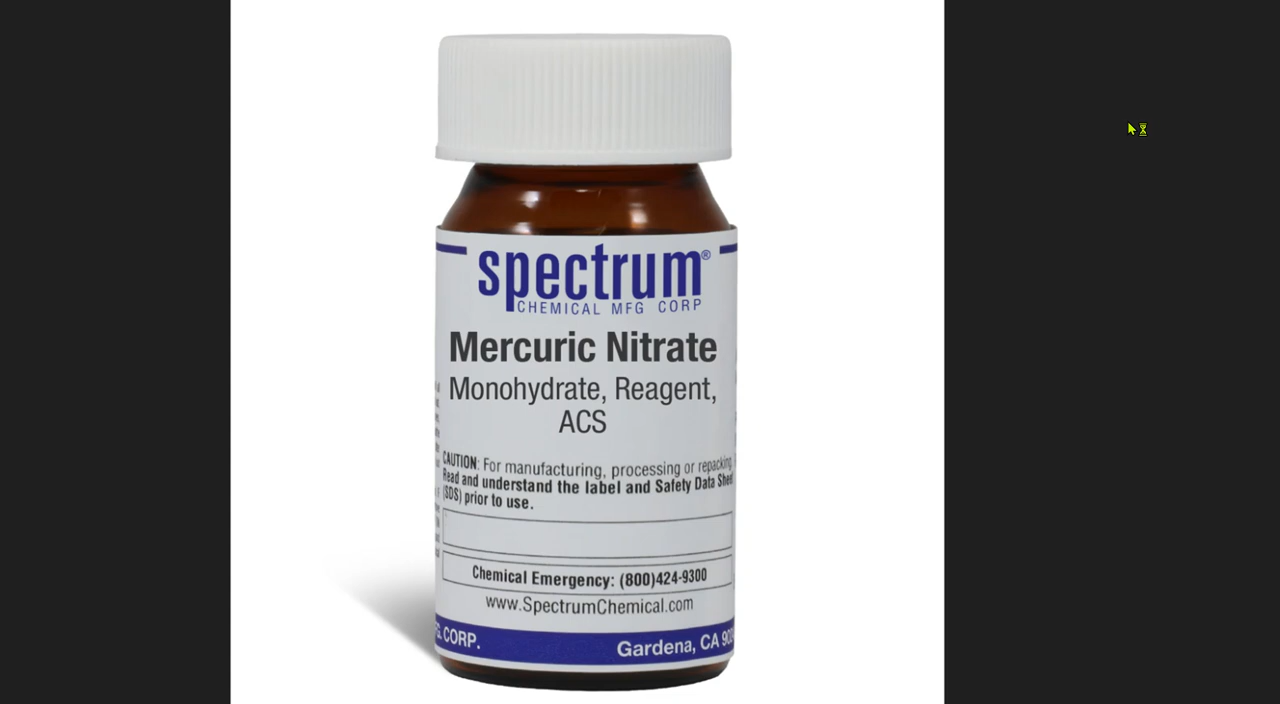 spectrum®
CHEMICAL MFG CORP
Mercuric Nitrate
Monohydrate, Reagent,
ACS
CAUTION: For manufacturing, processing or repacking.
Read and understand the label and Safety Data Sheet
(SDS) prior to use.
Chemical Emergency: (800)424-9300
www.SpectrumChemical.com
CORP.
Gardena, CA